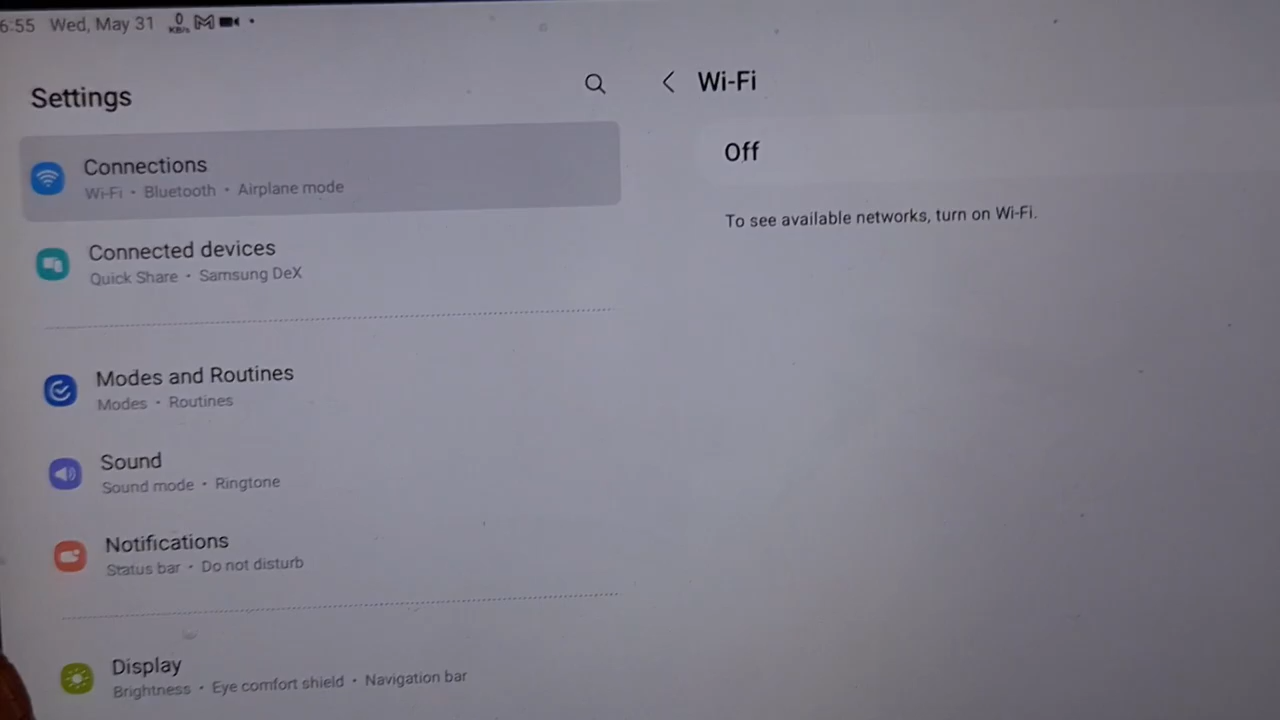 6:55 Wed, May 31 0 KB/s
Settings
Connections
Wi-Fi • Bluetooth • Airplane mode
Connected devices
Quick Share • Samsung DeX
Modes and Routines
Modes • Routines
Sound
Sound mode • Ringtone
Notifications
Status bar • Do not disturb
Display
Brightness • Eye comfort shield • Navigation bar
Wi-Fi
Off
To see available networks, turn on Wi-Fi.